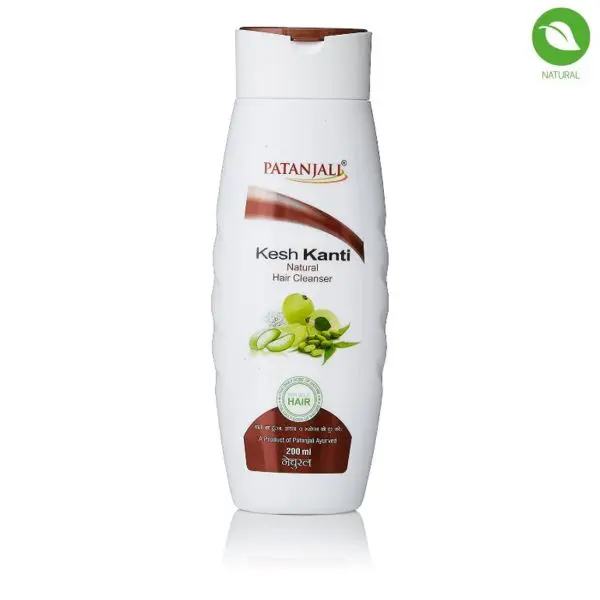 NATURAL
PATANJALI®
Kesh Kanti
Natural
Hair Cleanser
HAIR
A Product of Patanjali Ayurved
200 ml
नेचुरल